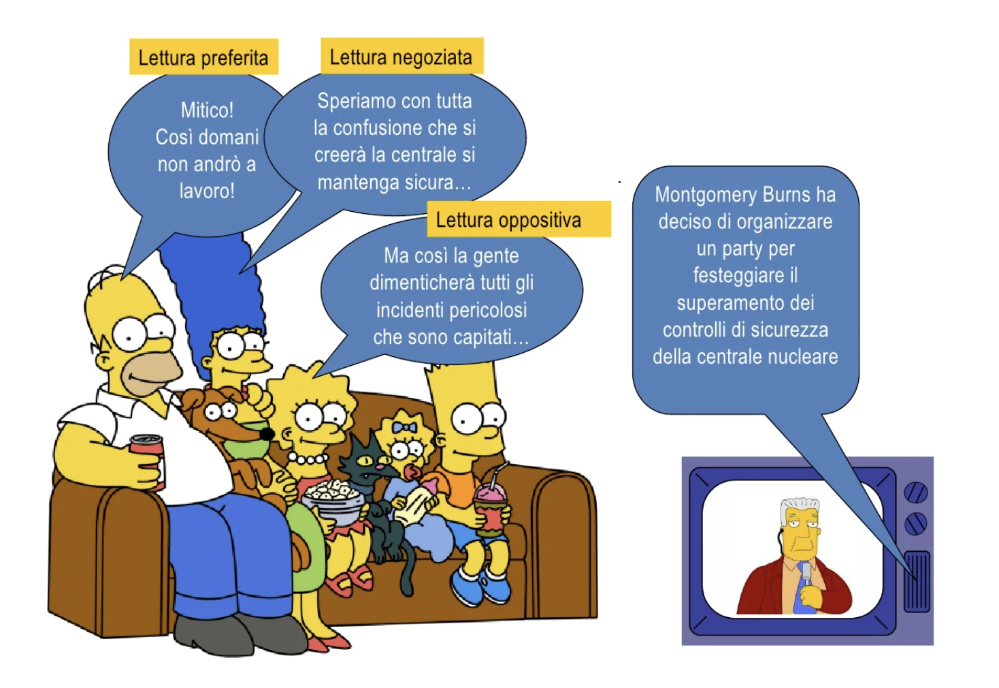 Lettura preferita
Mitico!
Così domani
non andrò a
lavoro!
Lettura negoziata
Speriamo con tutta
la confusione che si
creerà la centrale si
mantenga sicura…
Lettura oppositiva
Ma così la gente
dimenticherà tutti gli
incidenti pericolosi
che sono capitati…
Montgomery Burns ha
deciso di organizzare
un party per
festeggiare il
superamento dei
controlli di sicurezza
della centrale nucleare